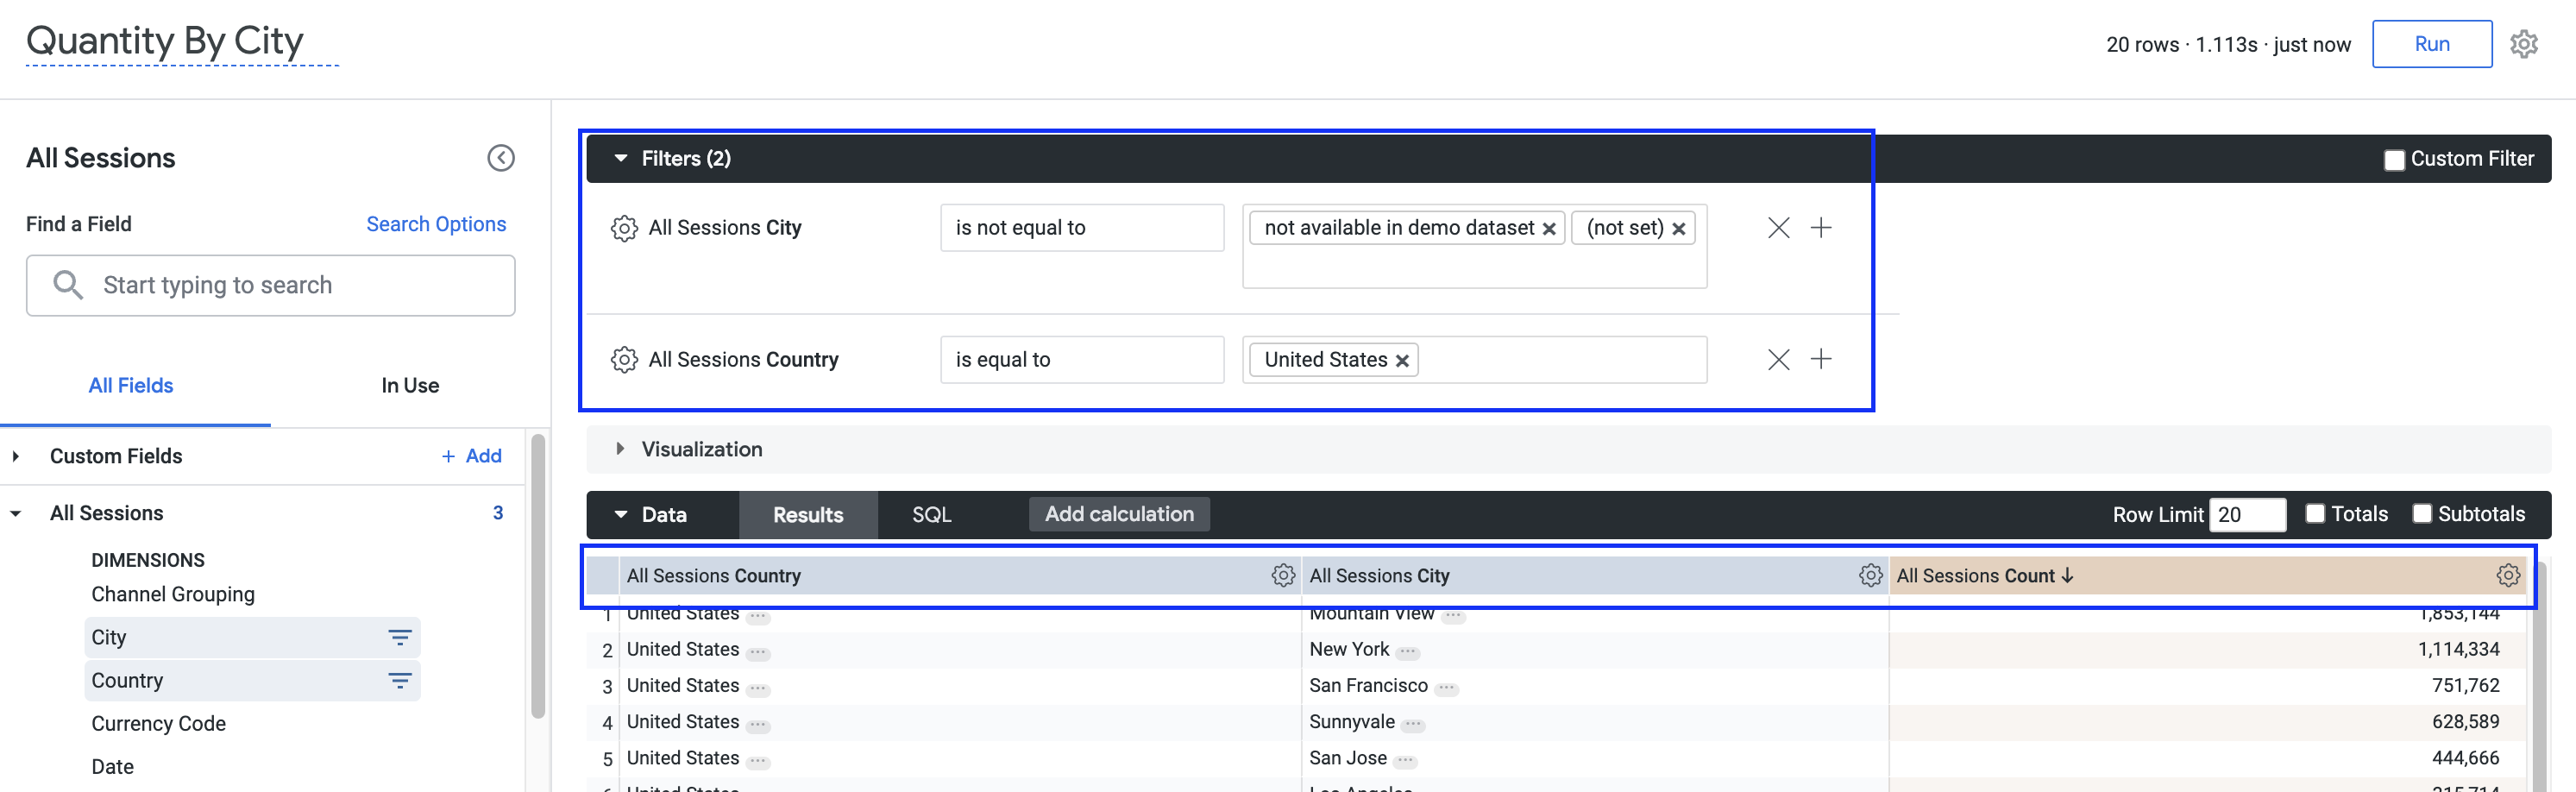 Quantity By City
20 rows · 1.113s · just now
Run
All Sessions
Find a Field
Search Options
Start typing to search
All Fields
In Use
Custom Fields
+ Add
All Sessions
3
DIMENSIONS
Channel Grouping
City
Country
Currency Code
Date
Filters (2)
Custom Filter
All Sessions City
is not equal to
not available in demo dataset
(not set)
All Sessions Country
is equal to
United States
Visualization
Data
Results
SQL
Add calculation
Row Limit 20
Totals
Subtotals
All Sessions Country
All Sessions City
All Sessions Count ↓
1 United States Mountain View 1,853,144
2 United States New York 1,114,334
3 United States San Francisco 751,762
4 United States Sunnyvale 628,589
5 United States San Jose 444,666
United States Los Angeles